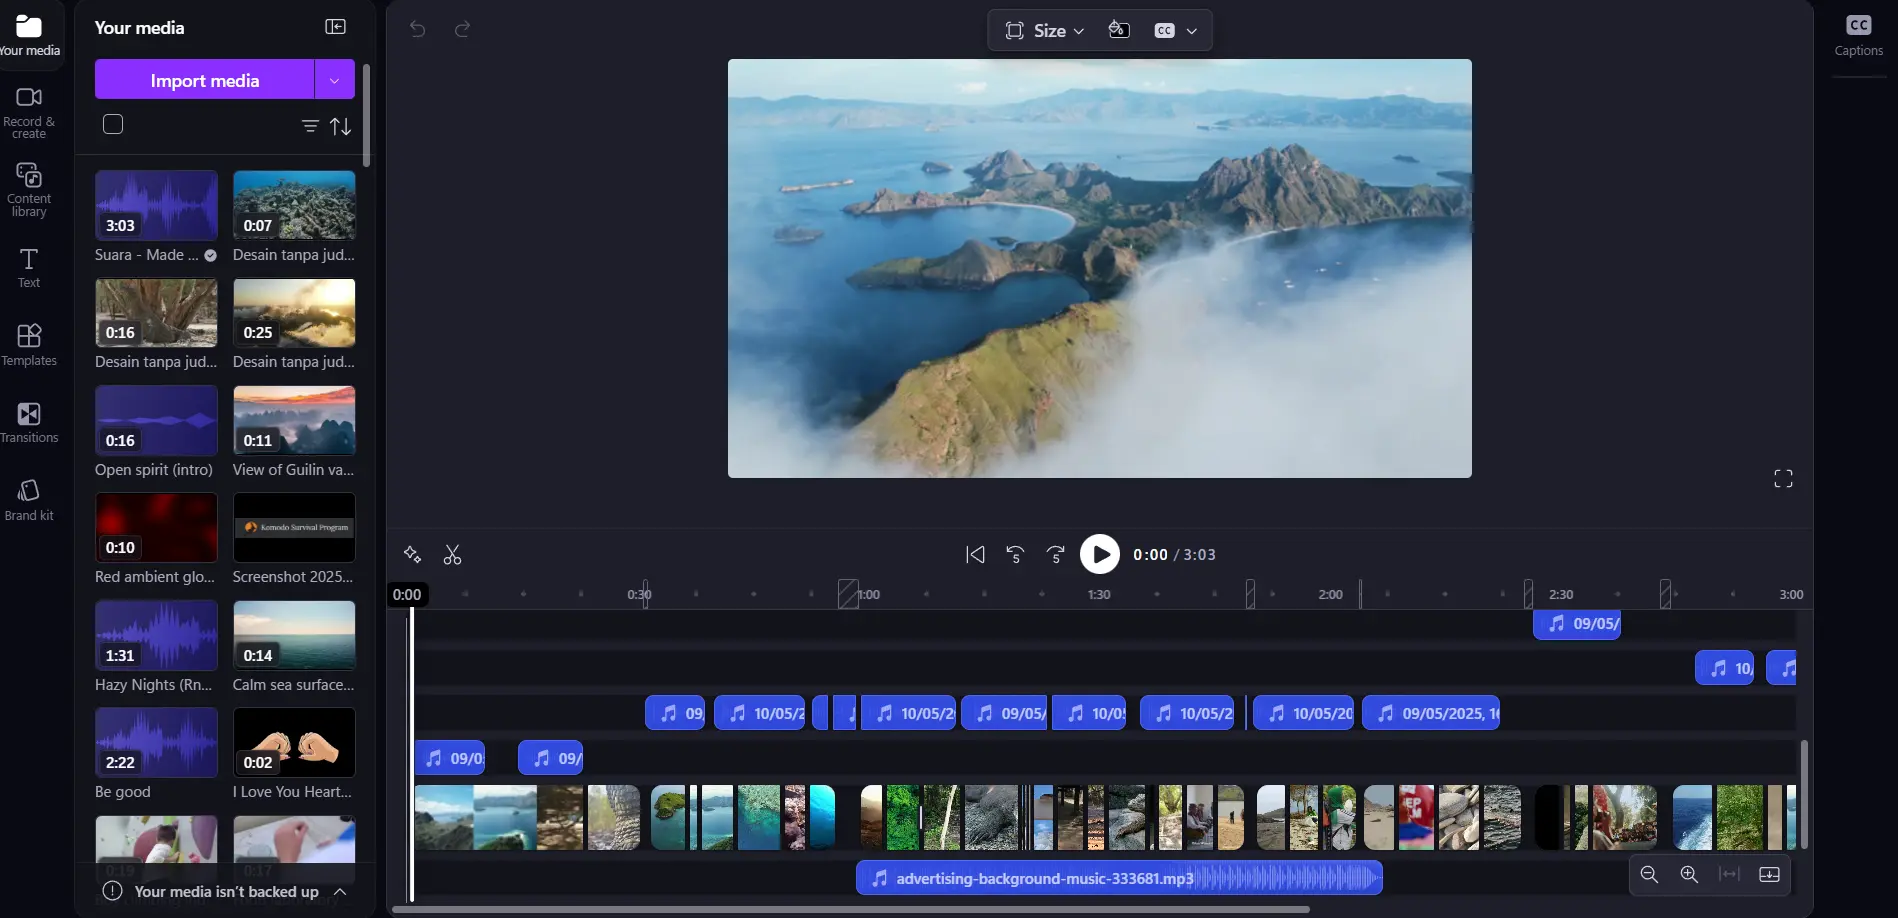 Your media
Record &
create
Content
library
Text
Templates
Transitions
Brand kit
Your media
Import media
3:03
Suara - Made ...
0:07
Desain tanpa jud...
0:16
Desain tanpa jud...
0:25
Desain tanpa jud...
0:16
Open spirit (intro)
0:11
View of Guilin va...
0:10
Red ambient glo...
Komodo Survival Program
Screenshot 2025...
1:31
Hazy Nights (Rn...
0:14
Calm sea surface...
2:22
Be good
0:02
I Love You Heart...
0:19
0:17
Your media isn't backed up
Size
CC
CC
Captions
5
5
0:00 / 3:03
0:00
0:30
1:00
1:30
2:00
2:30
3:00
09/05/
10/
09/
10/05/2
10/05/2
09/05/
10/0
10/05/2
10/05/20
09/05/2025, 1
09/0
09/
advertising-background-music-333681.mp3